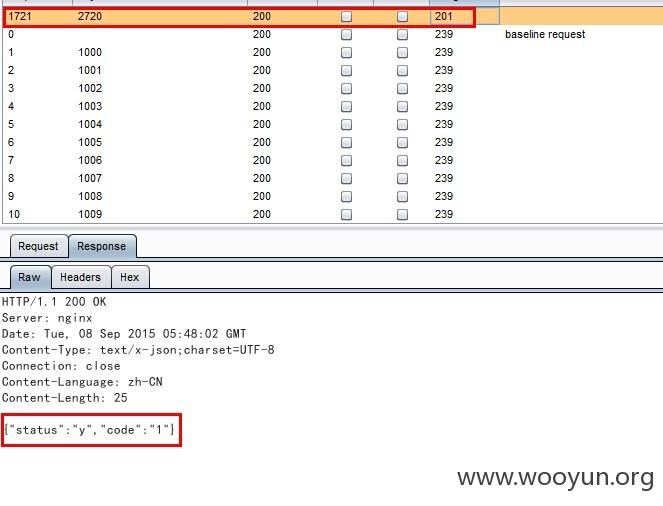 1721 2720 200 201
0 200 239 baseline request
1 1000 200 239
2 1001 200 239
3 1002 200 239
4 1003 200 239
5 1004 200 239
6 1005 200 239
7 1006 200 239
8 1007 200 239
9 1008 200 239
10 1009 200 239
Request Response
Raw Headers Hex
HTTP/1.1 200 OK
Server: nginx
Date: Tue, 08 Sep 2015 05:48:02 GMT
Content-Type: text/x-json;charset=UTF-8
Connection: close
Content-Language: zh-CN
Content-Length: 25
{"status":"y","code":"1"}
www.wooyun.org